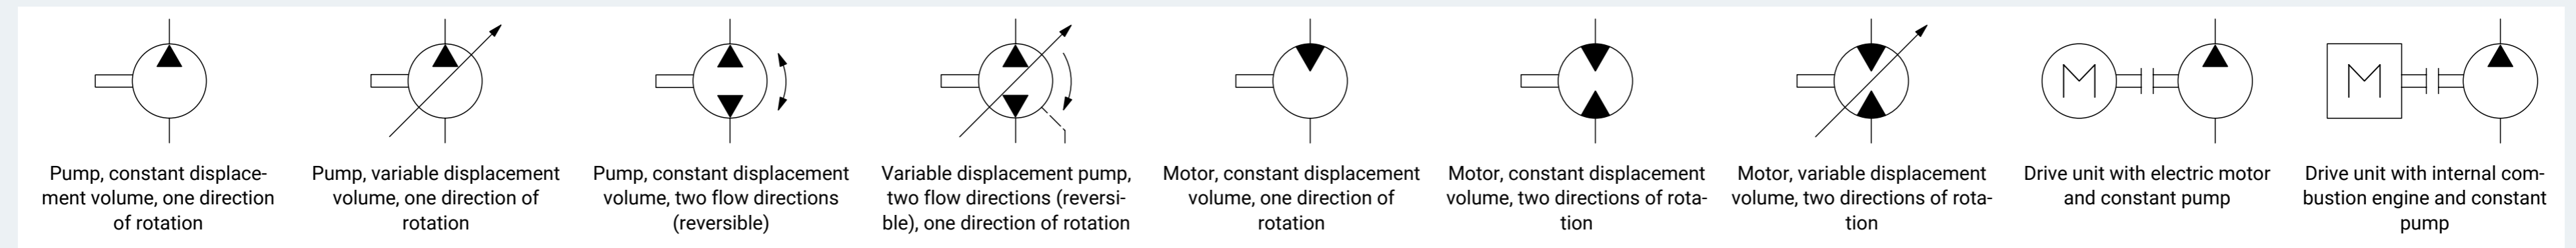 Pump, constant displace-
ment volume, one direction
of rotation
Pump, variable displacement
volume, one direction of
rotation
Pump, constant displacement
volume, two flow directions
(reversible)
Variable displacement pump,
two flow directions (reversi-
ble), one direction of rotation
Motor, constant displacement
volume, one direction of
rotation
Motor, constant displacement
volume, two directions of rota-
tion
Motor, variable displacement
volume, two directions of rota-
tion
M
Drive unit with electric motor
and constant pump
M
Drive unit with internal com-
bustion engine and constant
pump